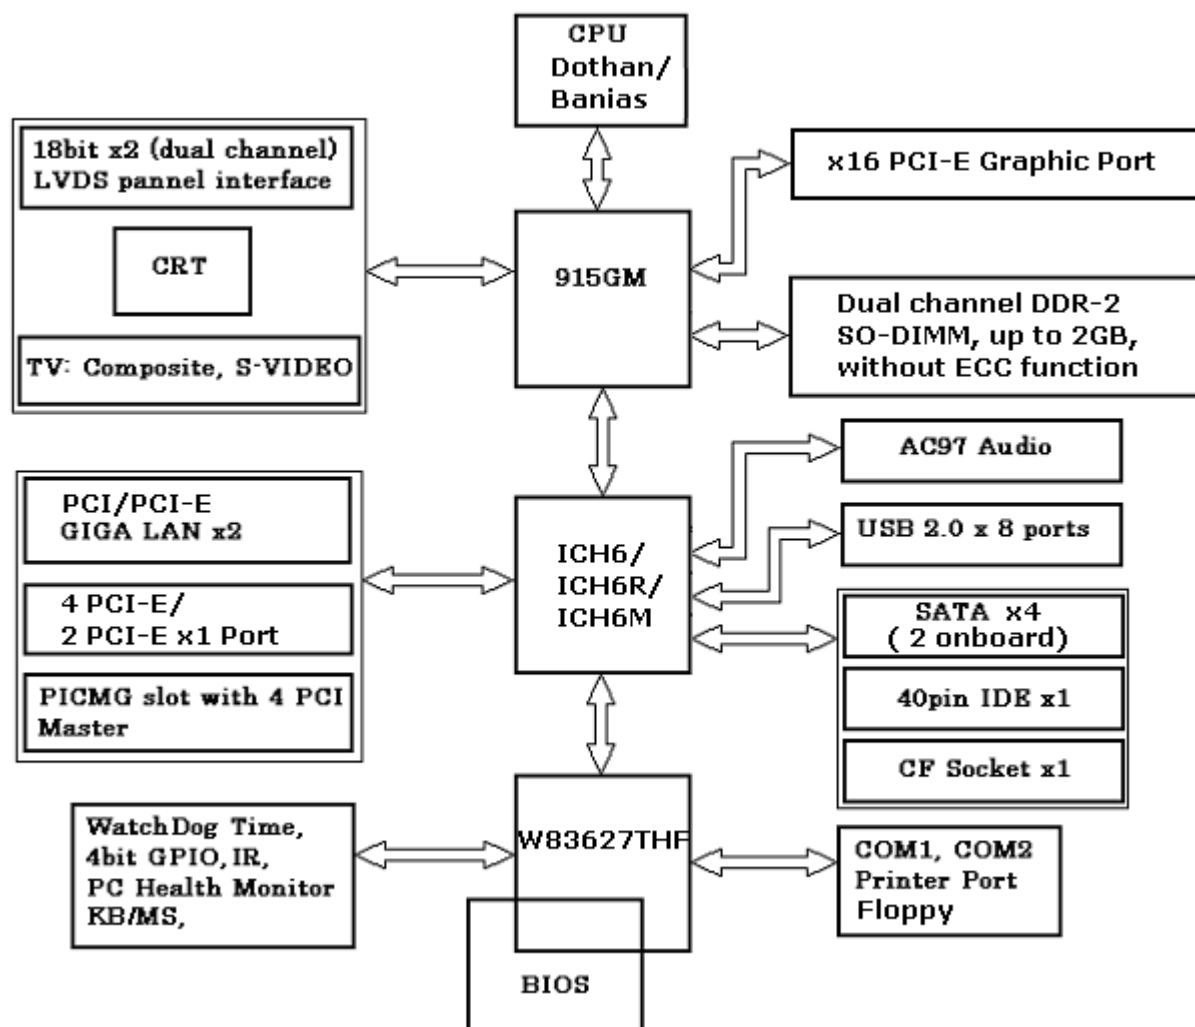 CPU
Dothan/
Banias
18bit x2 (dual channel)
LVDS pannel interface
CRT
TV: Composite, S-VIDEO
915GM
x16 PCI-E Graphic Port
Dual channel DDR-2
SO-DIMM, up to 2GB,
without ECC function
PCI/PCI-E
GIGA LAN x2
4 PCI-E/
2 PCI-E x1 Port
PICMG slot with 4 PCI
Master
ICH6/
ICH6R/
ICH6M
AC97 Audio
USB 2.0 x 8 ports
SATA x4
( 2 onboard)
40pin IDE x1
CF Socket x1
WatchDog Time,
4bit GPIO, IR,
PC Health Monitor
KB/MS,
W83627THF
COM1, COM2
Printer Port
Floppy
BIOS